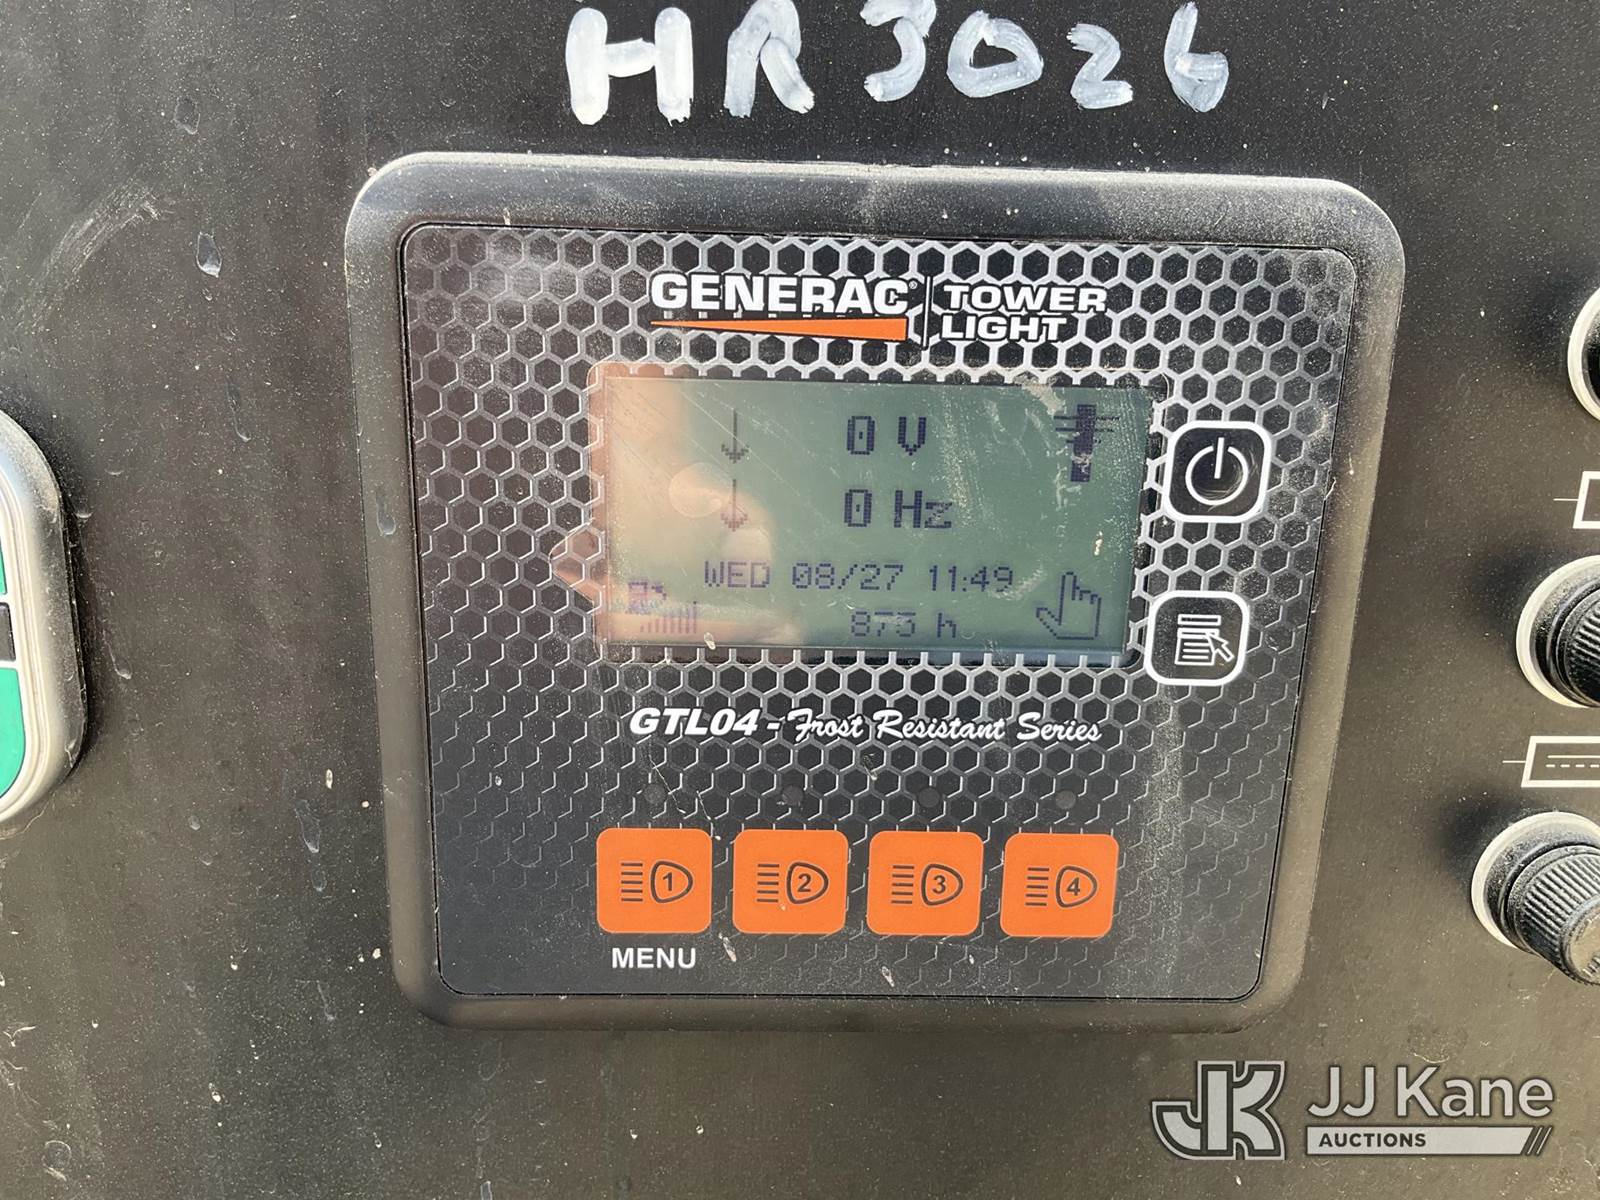 HR3026
GENERAC® TOWER LIGHT
0 V
0 Hz
WED 08/27 11:49
h
GTL04 - Frost Resistant Series
1 2 3 4
MENU
JK JJ Kane
AUCTIONS